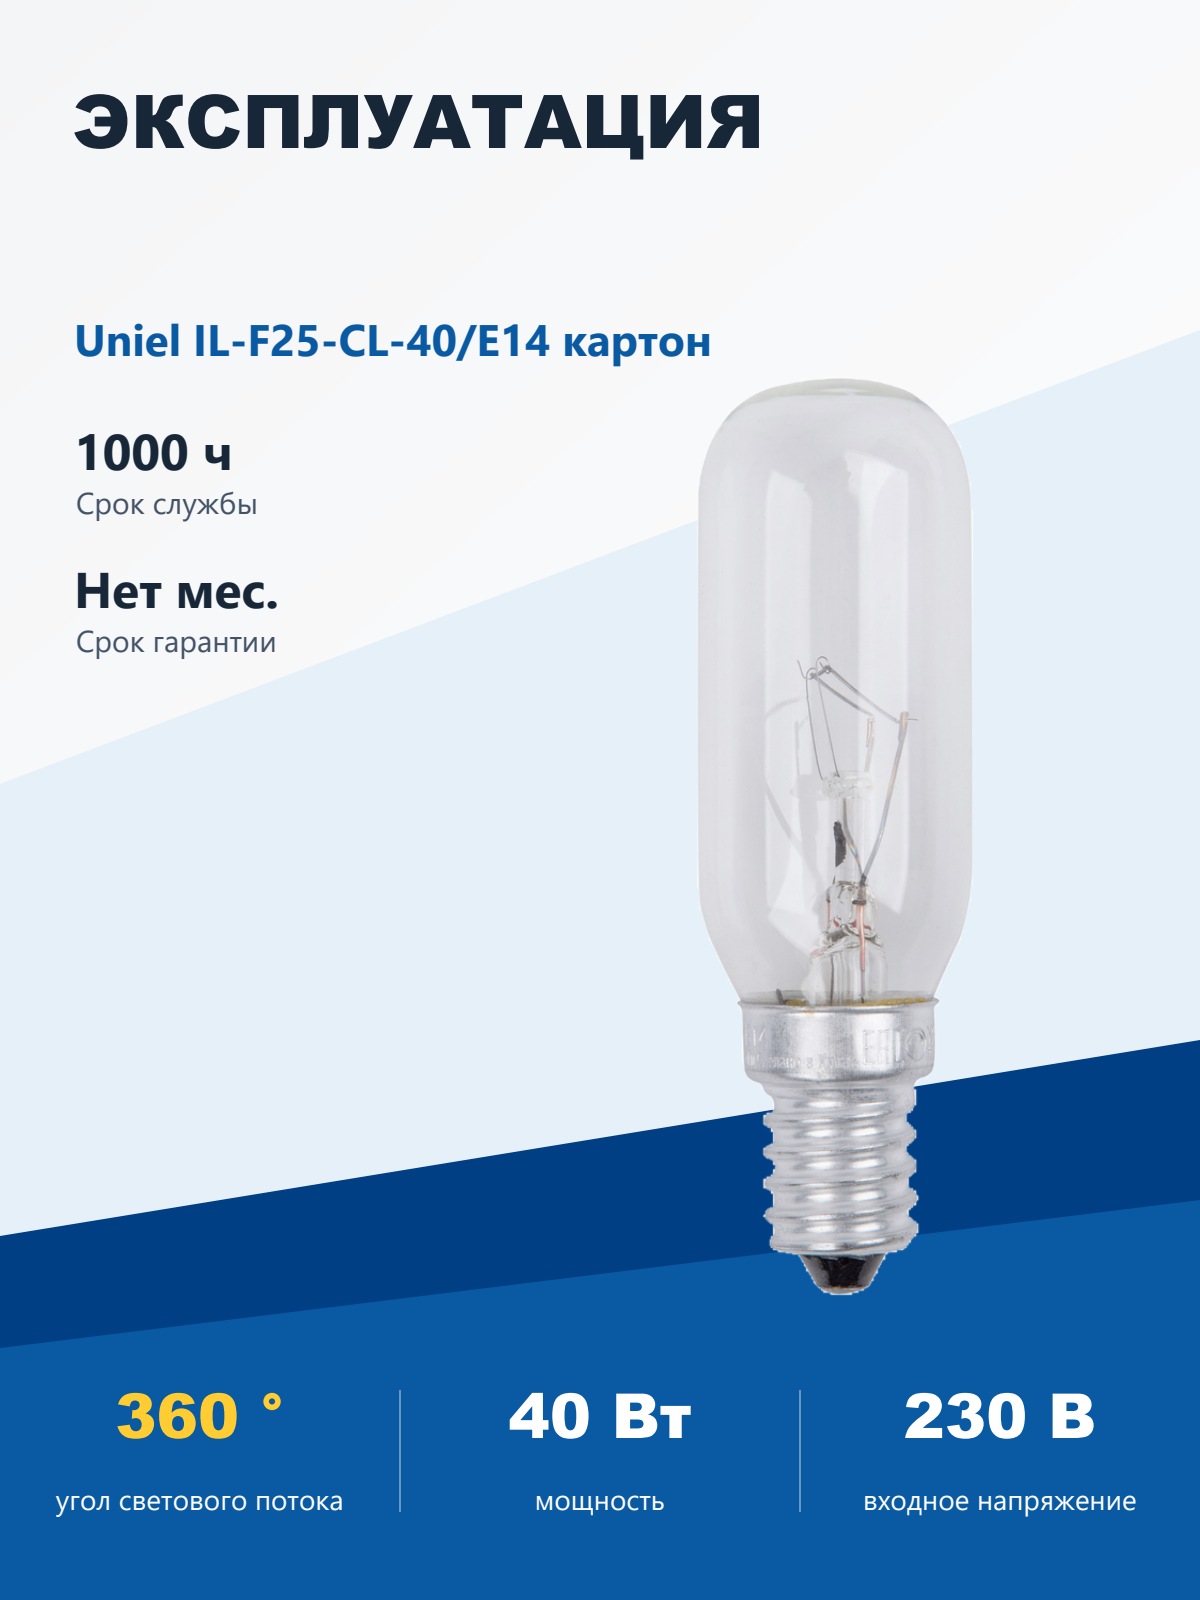 ЭКСПЛУАТАЦИЯ
Uniel IL-F25-CL-40/E14 картон
1000 ч
Срок службы
Нет мес.
Срок гарантии
360 °
угол светового потока
40 Вт
мощность
230 В
входное напряжение